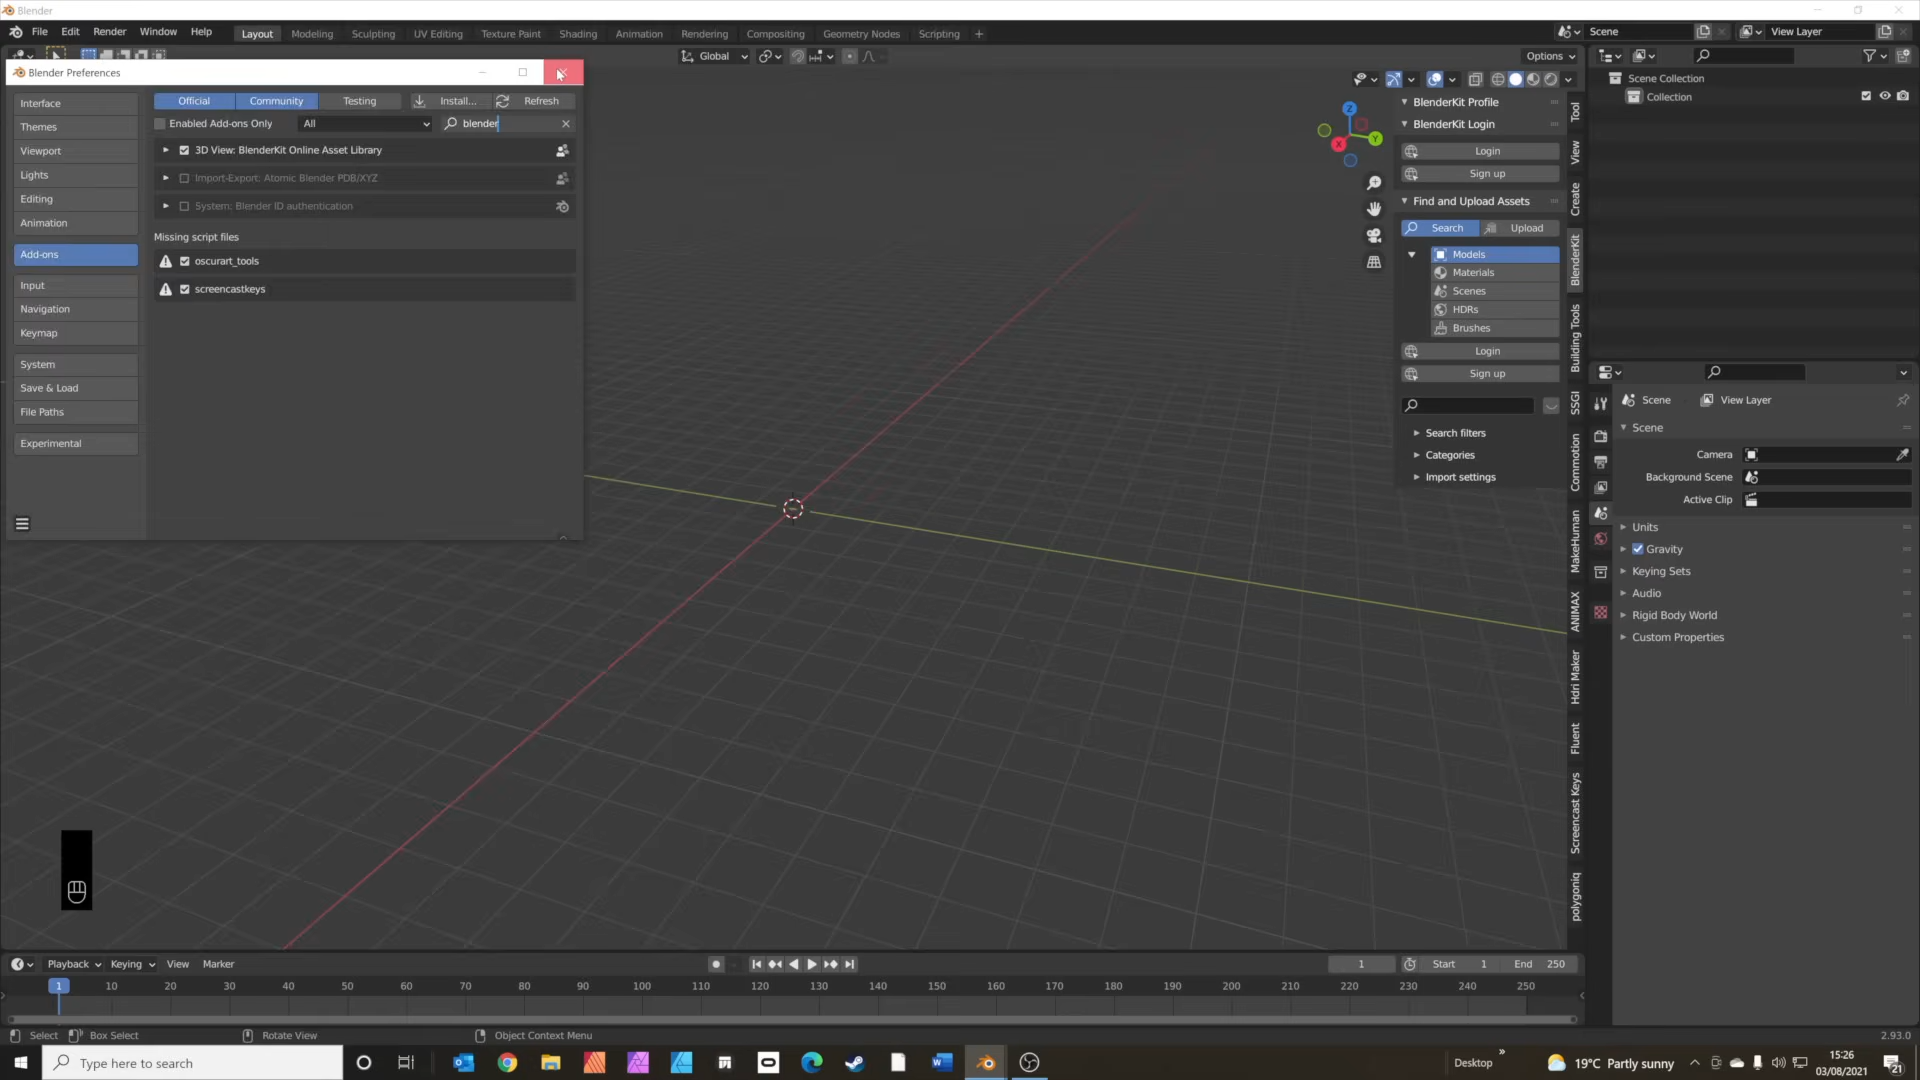 Blender
File Edit Render Window Help Layout Modeling Sculpting UV Editing Texture Paint Shading Animation Rendering Compositing Geometry Nodes Scripting + Scene View Layer
Global Options
Blender Preferences
Interface
Themes
Viewport
Lights
Editing
Animation
Add-ons
Input
Navigation
Keymap
System
Save & Load
File Paths
Experimental
Official Community Testing Install... Refresh
Enabled Add-ons Only All blender
3D View: BlenderKit Online Asset Library
Import-Export: Atomic Blender PDB/XYZ
System: Blender ID authentication
Missing script files
oscurart_tools
screencastkeys
Z
Y
X
BlenderKit Profile
BlenderKit Login
Login
Sign up
Find and Upload Assets
Search Upload
Models
Materials
Scenes
HDRs
Brushes
Login
Sign up
Search filters
Categories
Import settings
Tool
View
Create
BlenderKit
Building Tools
SSGI
Commotion
MakeHuman
ANIMAX
Hdri Maker
Fluent
Screencast Keys
polygoniq
Scene Collection
Collection
Scene View Layer
Scene
Camera
Background Scene
Active Clip
Units
Gravity
Keying Sets
Audio
Rigid Body World
Custom Properties
Playback Keying View Marker 1 Start 1 End 250
1 10 20 30 40 50 60 70 80 90 100 110 120 130 140 150 160 170 180 190 200 210 220 230 240 250
Select Box Select Rotate View Object Context Menu 2.93.0
Type here to search Desktop 19°C Partly sunny 15:26
03/08/2021 21